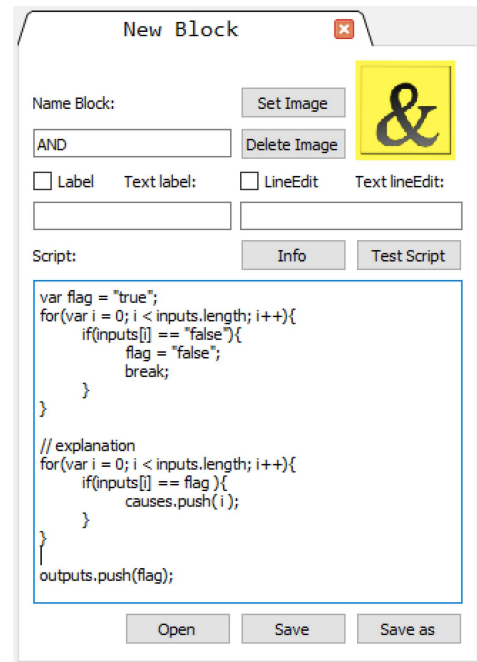 New Block
Name Block:
Set Image
&
AND
Delete Image
Label Text label:
LineEdit Text lineEdit:
Script:
Info
Test Script
var flag = "true";
for(var i = 0; i < inputs.length; i++){
if(inputs[i] == "false"){
flag = "false";
break;
}
}
// explanation
for(var i = 0; i < inputs.length; i++){
if(inputs[i] == flag ){
causes.push( i );
}
}
outputs.push(flag);
Open
Save
Save as